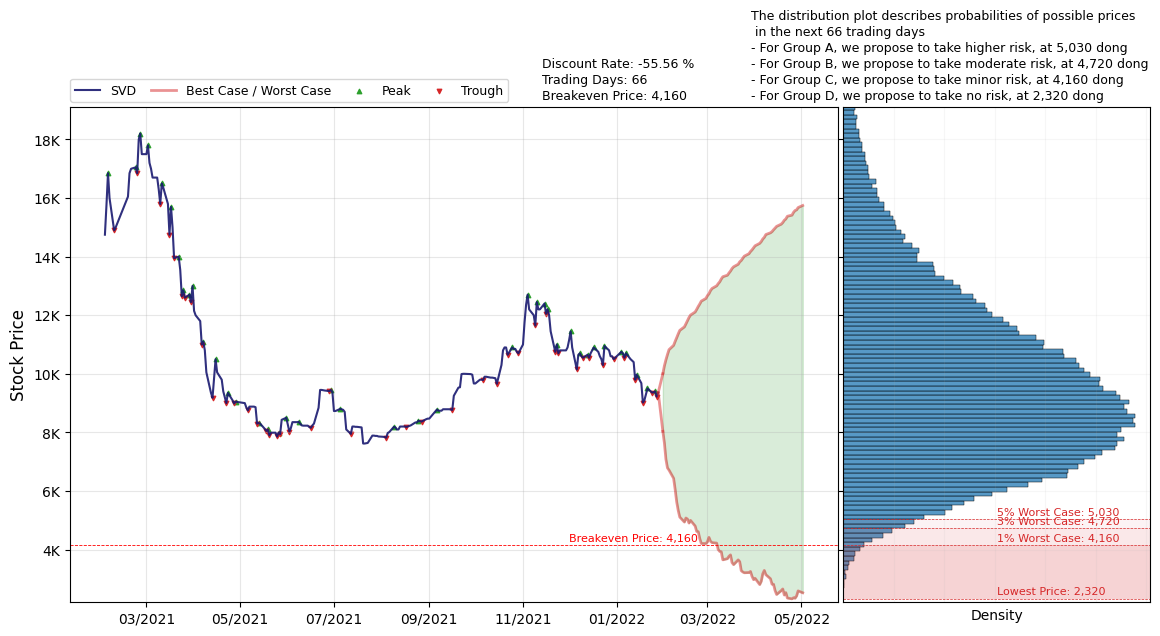 The distribution plot describes probabilities of possible prices
in the next 66 trading days
- For Group A, we propose to take higher risk, at 5,030 dong
- For Group B, we propose to take moderate risk, at 4,720 dong
- For Group C, we propose to take minor risk, at 4,160 dong
- For Group D, we propose to take no risk, at 2,320 dong
Discount Rate: -55.56 %
Trading Days: 66
Breakeven Price: 4,160
SVD Best Case / Worst Case Peak Trough
Stock Price
18K
16K
14K
12K
10K
8K
6K
4K
Breakeven Price: 4,160
03/2021 05/2021 07/2021 09/2021 11/2021 01/2022 03/2022 05/2022
5% Worst Case: 5,030
3% Worst Case: 4,720
1% Worst Case: 4,160
Lowest Price: 2,320
Density